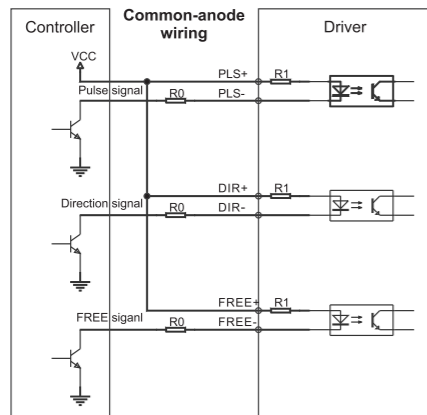 Controller
Common-anode
wiring
Driver
VCC
PLS+ R1
Pulse signal R0 PLS-
DIR+ R1
Direction signal R0 DIR-
FREE+ R1
FREE siganl R0 FREE-